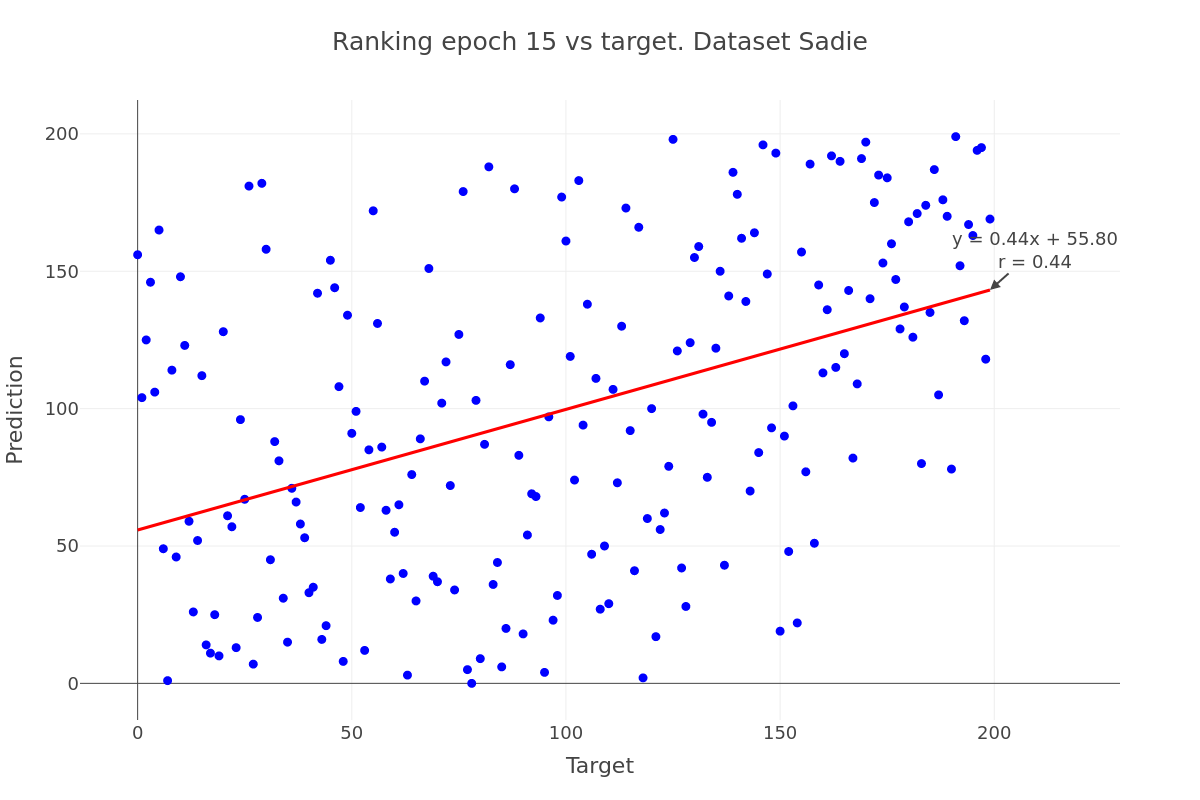 Ranking epoch 15 vs target. Dataset Sadie
200
150
100
50
0
Prediction
y = 0.44x + 55.80
r = 0.44
0
50
100
150
200
Target